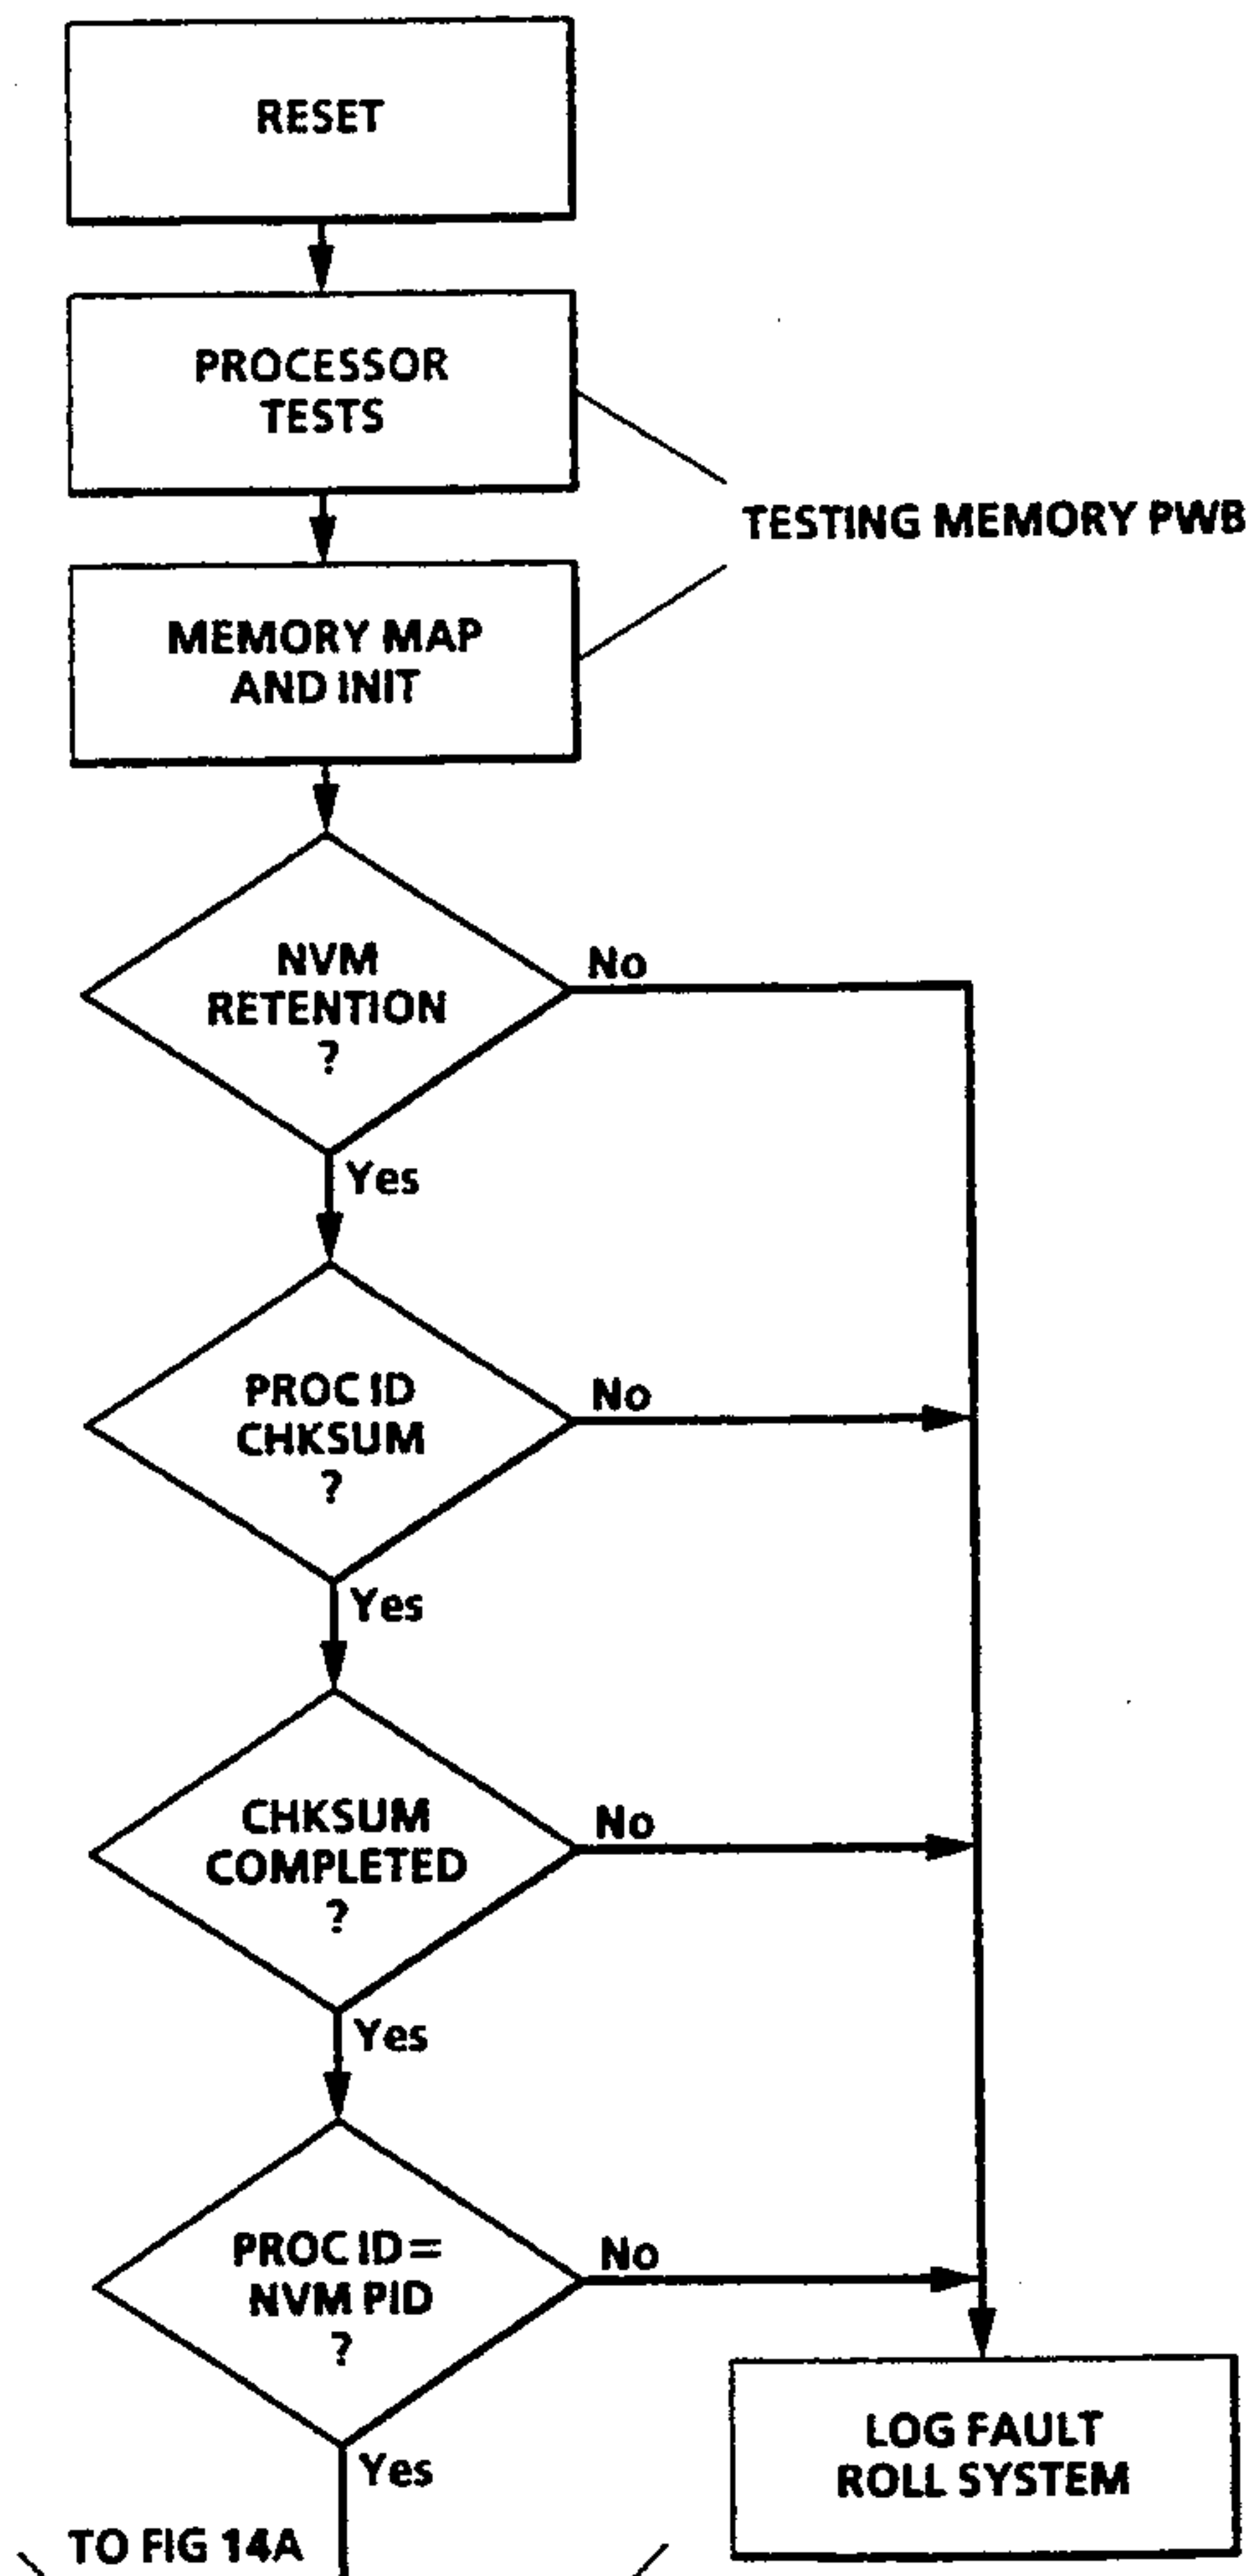 RESET
PROCESSOR
TESTS
TESTING MEMORY PWB
MEMORY MAP
AND INIT
NVM
RETENTION
?
No
Yes
PROC ID
CHKSUM
?
No
Yes
CHKSUM
COMPLETED
?
No
Yes
PROC ID =
NVM PID
?
No
Yes
LOG FAULT
ROLL SYSTEM
TO FIG 14A